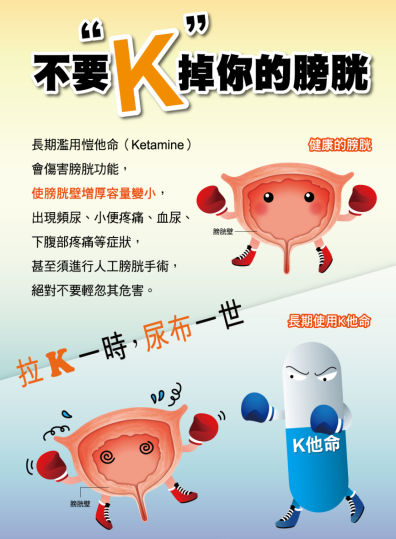 不要“K”掉你的膀胱
長期濫用愷他命（Ketamine）
會傷害膀胱功能，
使膀胱壁增厚容量變小，
出現頻尿、小便疼痛、血尿、
下腹部疼痛等症狀，
甚至須進行人工膀胱手術，
絕對不要輕忽其危害。
健康的膀胱
膀胱壁
拉K一時，尿布一世
長期使用K他命
K他命
膀胱壁